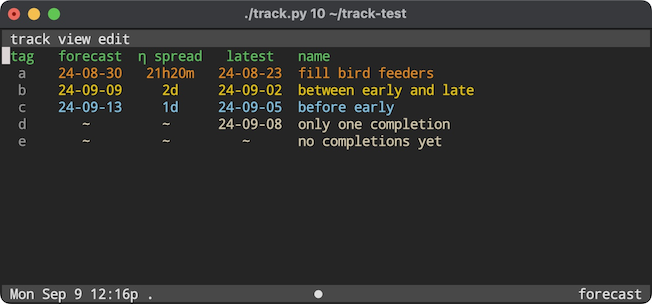 ./track.py 10 ~/track-test
track view edit
tag forecast η spread latest name
a 24-08-30 21h20m 24-08-23 fill bird feeders
b 24-09-09 2d 24-09-02 between early and late
c 24-09-13 1d 24-09-05 before early
d ~ ~ 24-09-08 only one completion
e ~ ~ ~ no completions yet
Mon Sep 9 12:16p . ● forecast